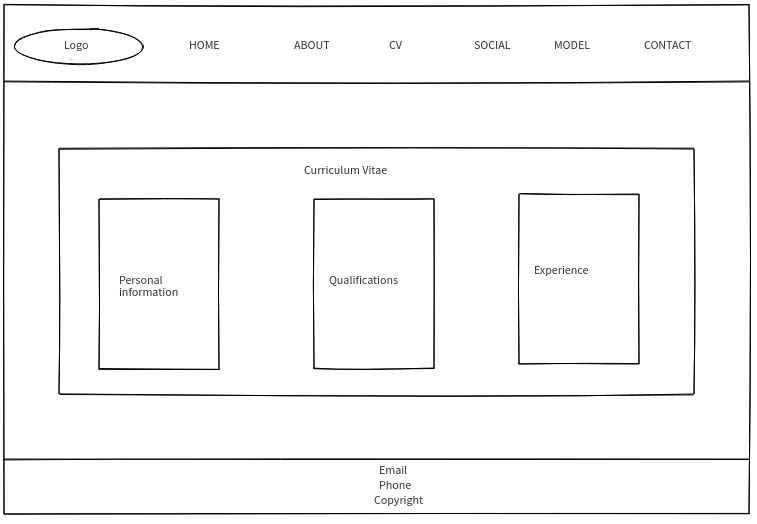 Logo HOME ABOUT CV SOCIAL MODEL CONTACT
Curriculum Vitae
Personal
information
Qualifications
Experience
Email
Phone
Copyright